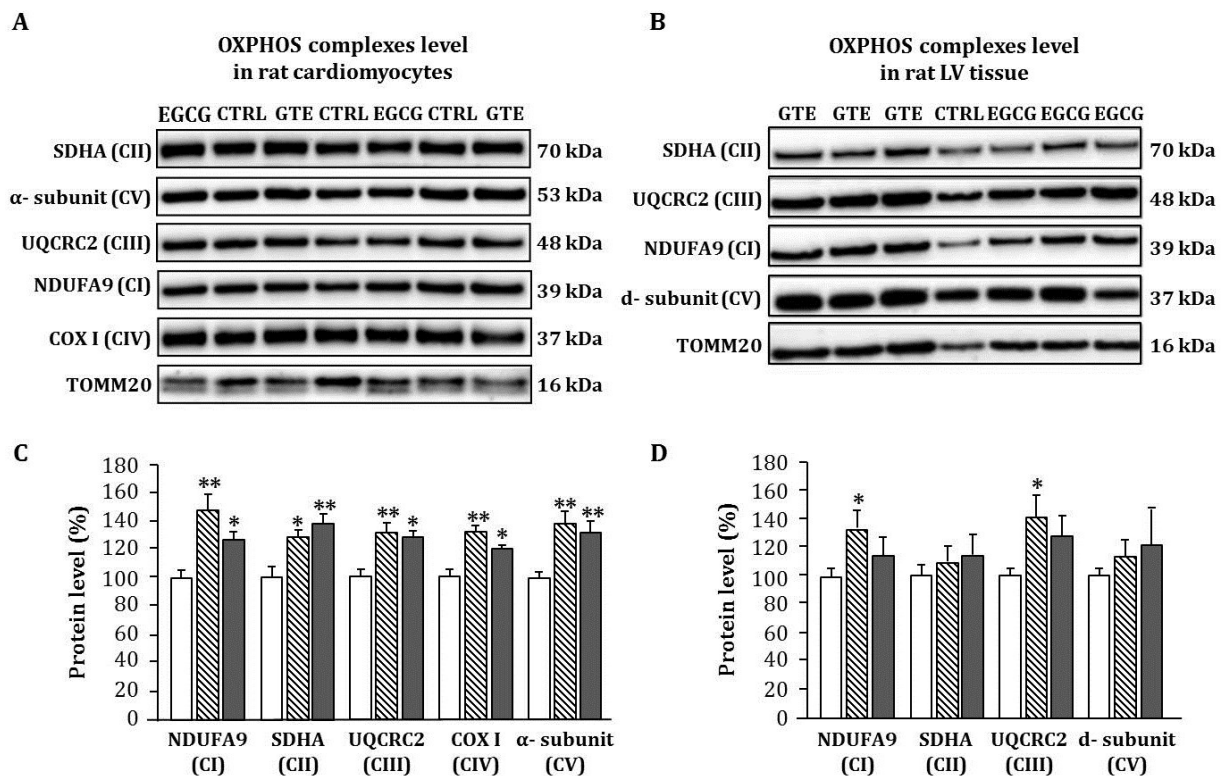 A
OXPHOS complexes level
in rat cardiomyocytes
EGCG CTRL GTE CTRL EGCG CTRL GTE
SDHA (CII) 70 kDa
α- subunit (CV) 53 kDa
UQCRC2 (CIII) 48 kDa
NDUFA9 (CI) 39 kDa
COX I (CIV) 37 kDa
TOMM20 16 kDa
B
OXPHOS complexes level
in rat LV tissue
GTE GTE GTE CTRL EGCG EGCG EGCG
SDHA (CII) 70 kDa
UQCRC2 (CIII) 48 kDa
NDUFA9 (CI) 39 kDa
d- subunit (CV) 37 kDa
TOMM20 16 kDa
C
Protein level (%)
180
160
140
120
100
80
60
40
20
0
** * * ** ** * ** * ** **
NDUFA9 SDHA UQCRC2 COX I α- subunit
(CI) (CII) (CIII) (CIV) (CV)
D
Protein level (%)
180
160
140
120
100
80
60
40
20
0
* *
NDUFA9 SDHA UQCRC2 d- subunit
(CI) (CII) (CIII) (CV)